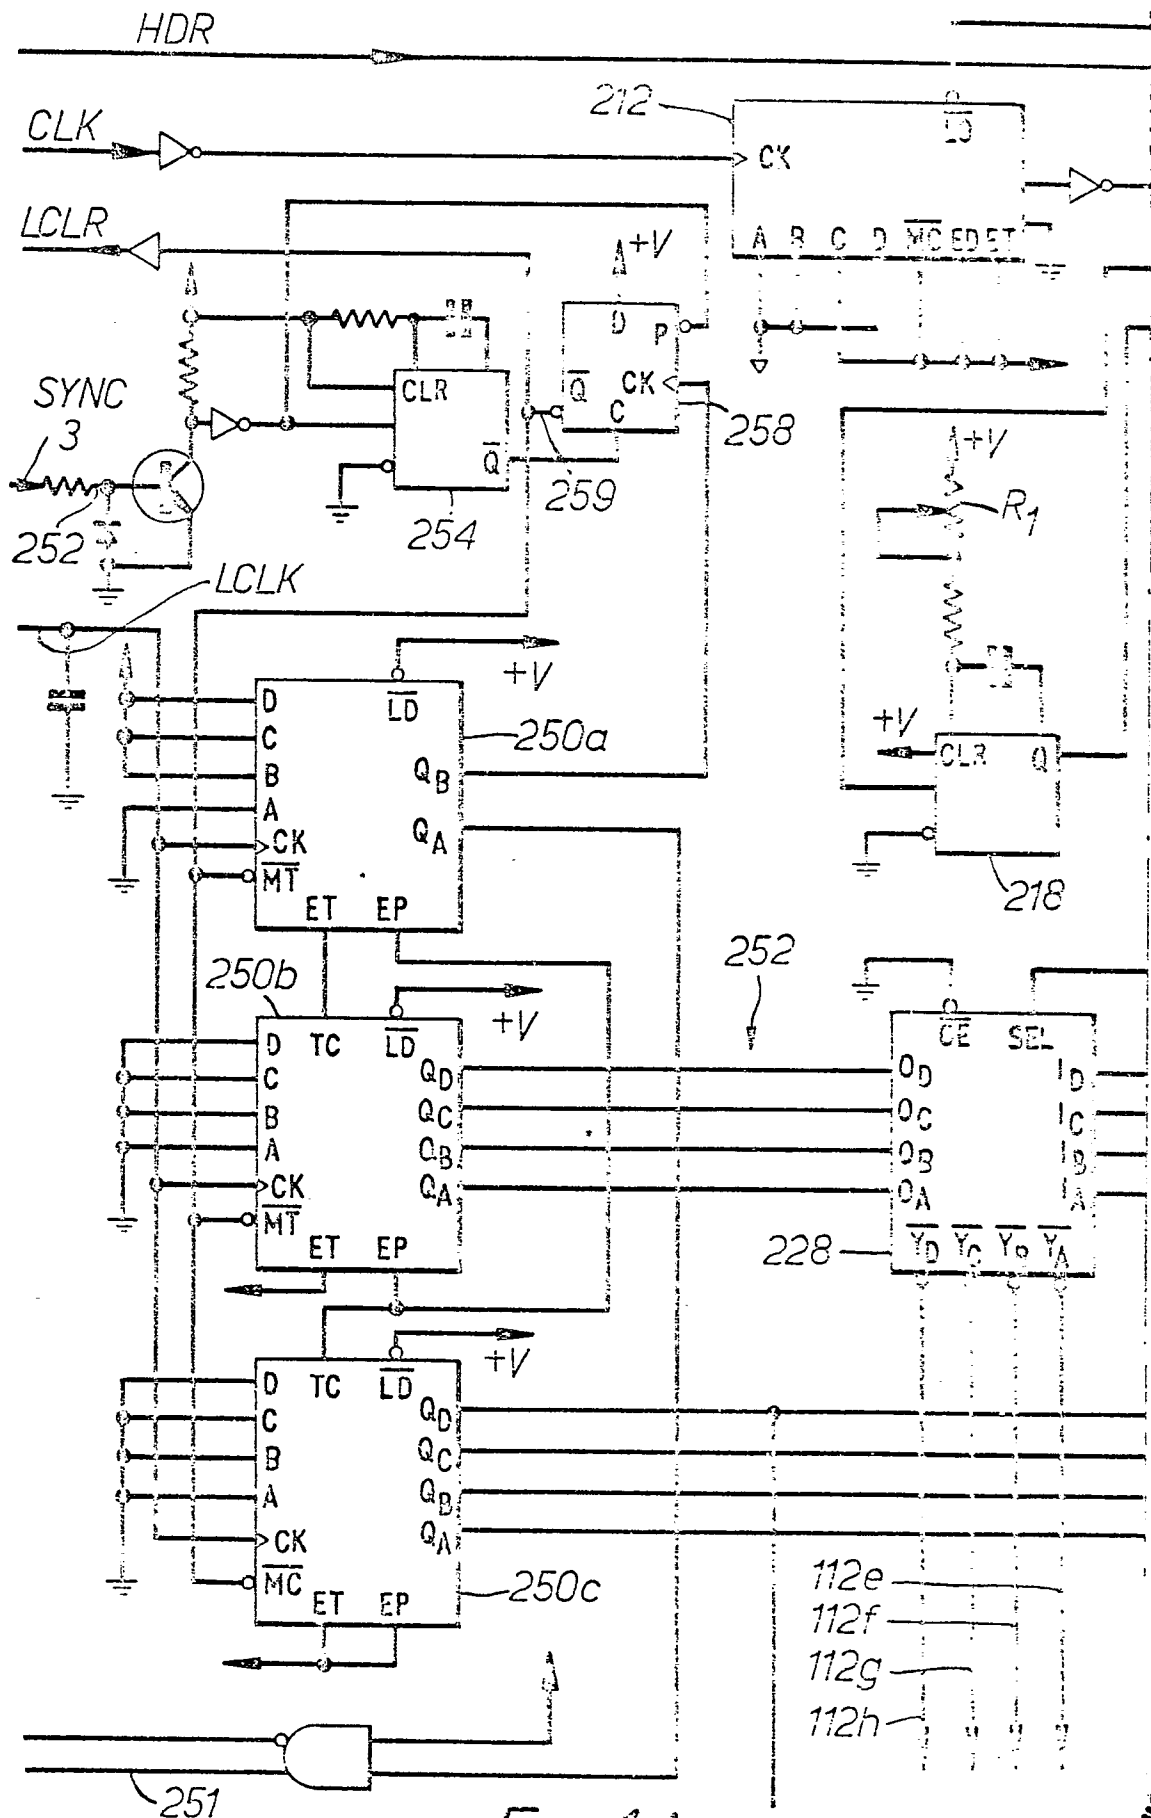 HDR
212
LD
CLK
CK
LCLR
+V
A B C D MC ED ET
D
P
CLR
Q
CK
SYNC
3
C
258
+V
Q
259
R1
252
254
LCLK
+V
D
LD
250a
+V
C
CLR
Q
B
QB
A
QA
CK
MT
ET
EP
218
252
250b
+V
D
TC
LD
CE
SEL
QD
OD
ID
C
QC
OC
IC
B
QB
OB
IB
A
QA
OA
IA
CK
MT
ET
EP
228
YD
YC
YB
YA
+V
D
TC
LD
QD
C
QC
B
QB
A
QA
CK
MC
112e
250c
ET
EP
112f
112g
112h
251